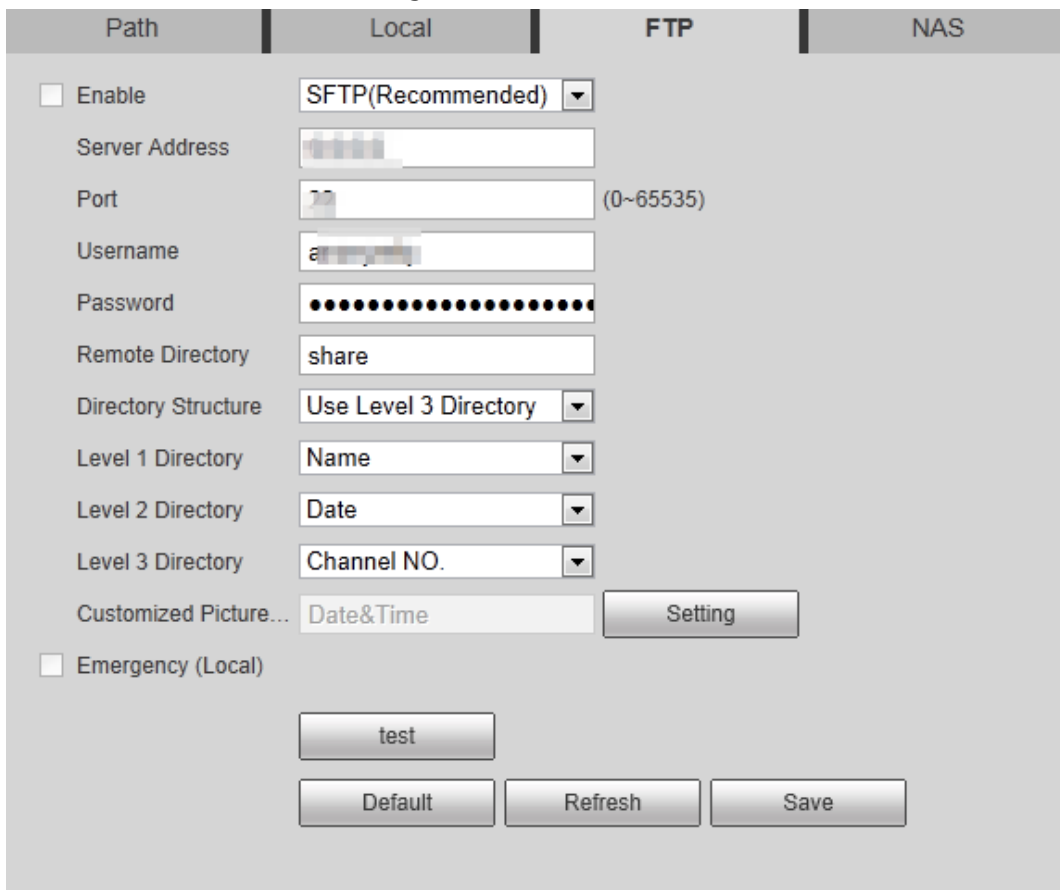 Path Local FTP NAS
Enable SFTP(Recommended)
Server Address
Port (0~65535)
Username
Password
Remote Directory share
Directory Structure Use Level 3 Directory
Level 1 Directory Name
Level 2 Directory Date
Level 3 Directory Channel NO.
Customized Picture... Date&Time Setting
Emergency (Local)
test
Default Refresh Save